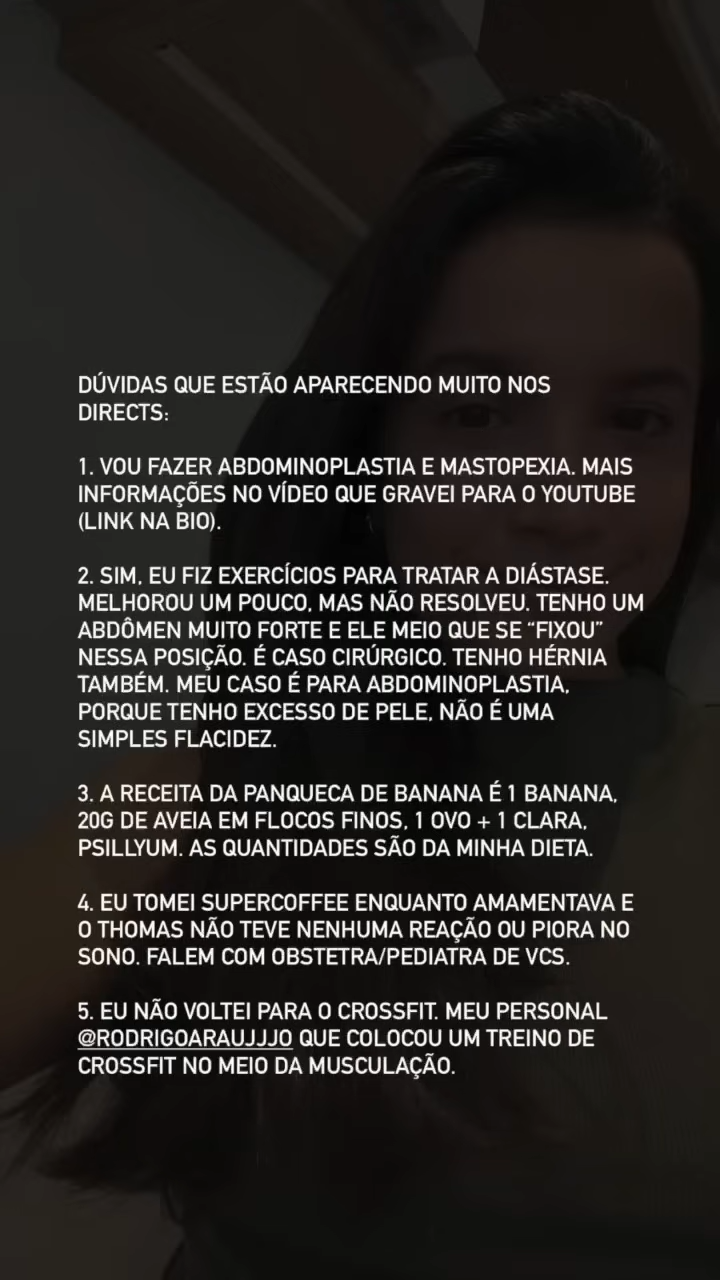 DÚVIDAS QUE ESTÃO APARECENDO MUITO NOS
DIRECTS:
1. VOU FAZER ABDOMINOPLASTIA E MASTOPEXIA. MAIS
INFORMAÇÕES NO VÍDEO QUE GRAVEI PARA O YOUTUBE
(LINK NA BIO).
2. SIM, EU FIZ EXERCÍCIOS PARA TRATAR A DIÁSTASE.
MELHOROU UM POUCO, MAS NÃO RESOLVEU. TENHO UM
ABDÔMEN MUITO FORTE E ELE MEIO QUE SE “FIXOU”
NESSA POSIÇÃO. É CASO CIRÚRGICO. TENHO HÉRNIA
TAMBÉM. MEU CASO É PARA ABDOMINOPLASTIA,
PORQUE TENHO EXCESSO DE PELE, NÃO É UMA
SIMPLES FLACIDEZ.
3. A RECEITA DA PANQUECA DE BANANA É 1 BANANA,
20G DE AVEIA EM FLOCOS FINOS, 1 OVO + 1 CLARA,
PSILLYUM. AS QUANTIDADES SÃO DA MINHA DIETA.
4. EU TOMEI SUPERCOFFEE ENQUANTO AMAMENTAVA E
O THOMAS NÃO TEVE NENHUMA REAÇÃO OU PIORA NO
SONO. FALEM COM OBSTETRA/PEDIATRA DE VCS.
5. EU NÃO VOLTEI PARA O CROSSFIT. MEU PERSONAL
@RODRIGOARAUJJJO QUE COLOCOU UM TREINO DE
CROSSFIT NO MEIO DA MUSCULAÇÃO.